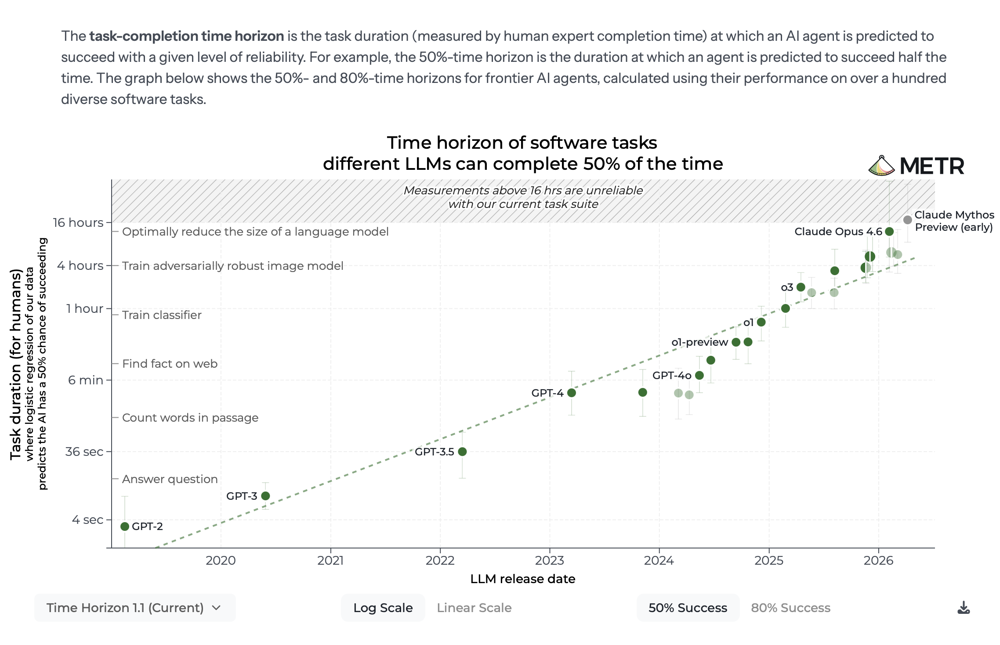 The task-completion time horizon is the task duration (measured by human expert completion time) at which an AI agent is predicted to
succeed with a given level of reliability. For example, the 50%-time horizon is the duration at which an agent is predicted to succeed half the
time. The graph below shows the 50%- and 80%-time horizons for frontier AI agents, calculated using their performance on over a hundred
diverse software tasks.
Time horizon of software tasks
different LLMs can complete 50% of the time
METR
Measurements above 16 hrs are unreliable
with our current task suite
Task duration (for humans)
where logistic regression of our data
predicts the AI has a 50% chance of succeeding
16 hours
4 hours
1 hour
6 min
36 sec
4 sec
Optimally reduce the size of a language model
Train adversarially robust image model
Train classifier
Find fact on web
Count words in passage
Answer question
Claude Mythos
Preview (early)
Claude Opus 4.6
o3
o1
o1-preview
GPT-4o
GPT-4
GPT-3.5
GPT-3
GPT-2
2020 2021 2022 2023 2024 2025 2026
LLM release date
Time Horizon 1.1 (Current) Log Scale Linear Scale 50% Success 80% Success